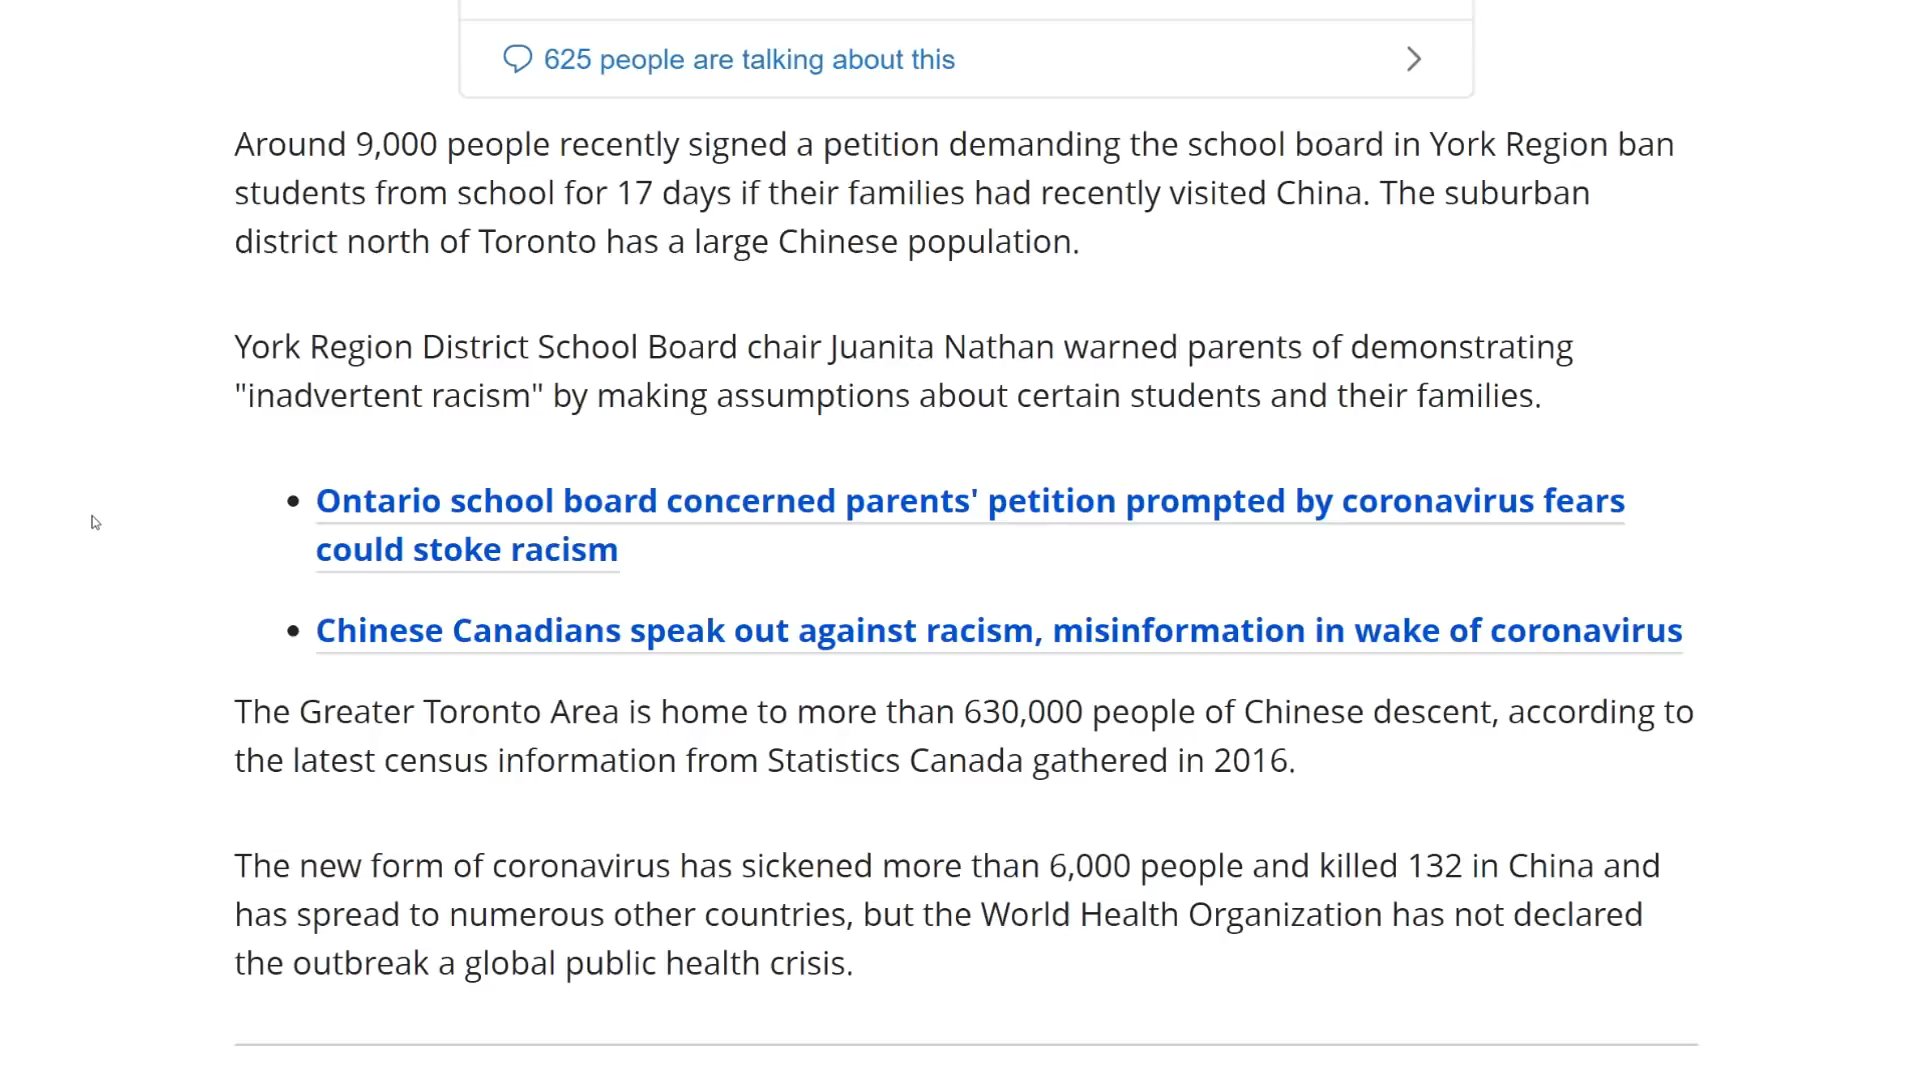 625 people are talking about this
Around 9,000 people recently signed a petition demanding the school board in York Region ban
students from school for 17 days if their families had recently visited China. The suburban
district north of Toronto has a large Chinese population.
York Region District School Board chair Juanita Nathan warned parents of demonstrating
"inadvertent racism" by making assumptions about certain students and their families.
• Ontario school board concerned parents' petition prompted by coronavirus fears
could stoke racism
• Chinese Canadians speak out against racism, misinformation in wake of coronavirus
The Greater Toronto Area is home to more than 630,000 people of Chinese descent, according to
the latest census information from Statistics Canada gathered in 2016.
The new form of coronavirus has sickened more than 6,000 people and killed 132 in China and
has spread to numerous other countries, but the World Health Organization has not declared
the outbreak a global public health crisis.